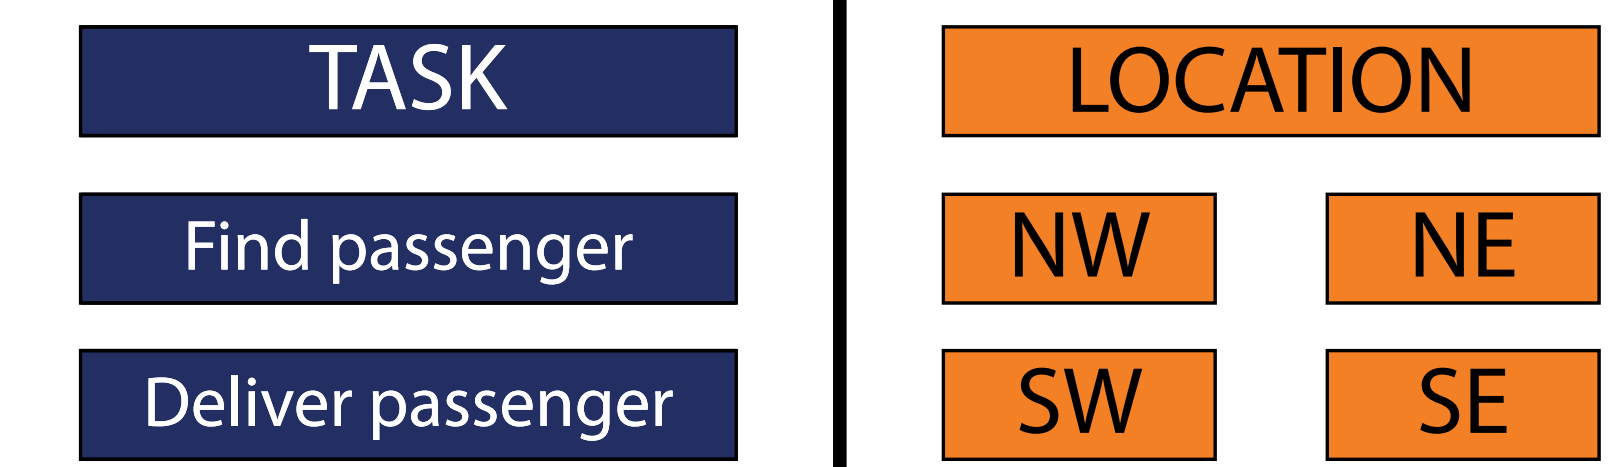 TASK
Find passenger
Deliver passenger
LOCATION
NW NE
SW SE